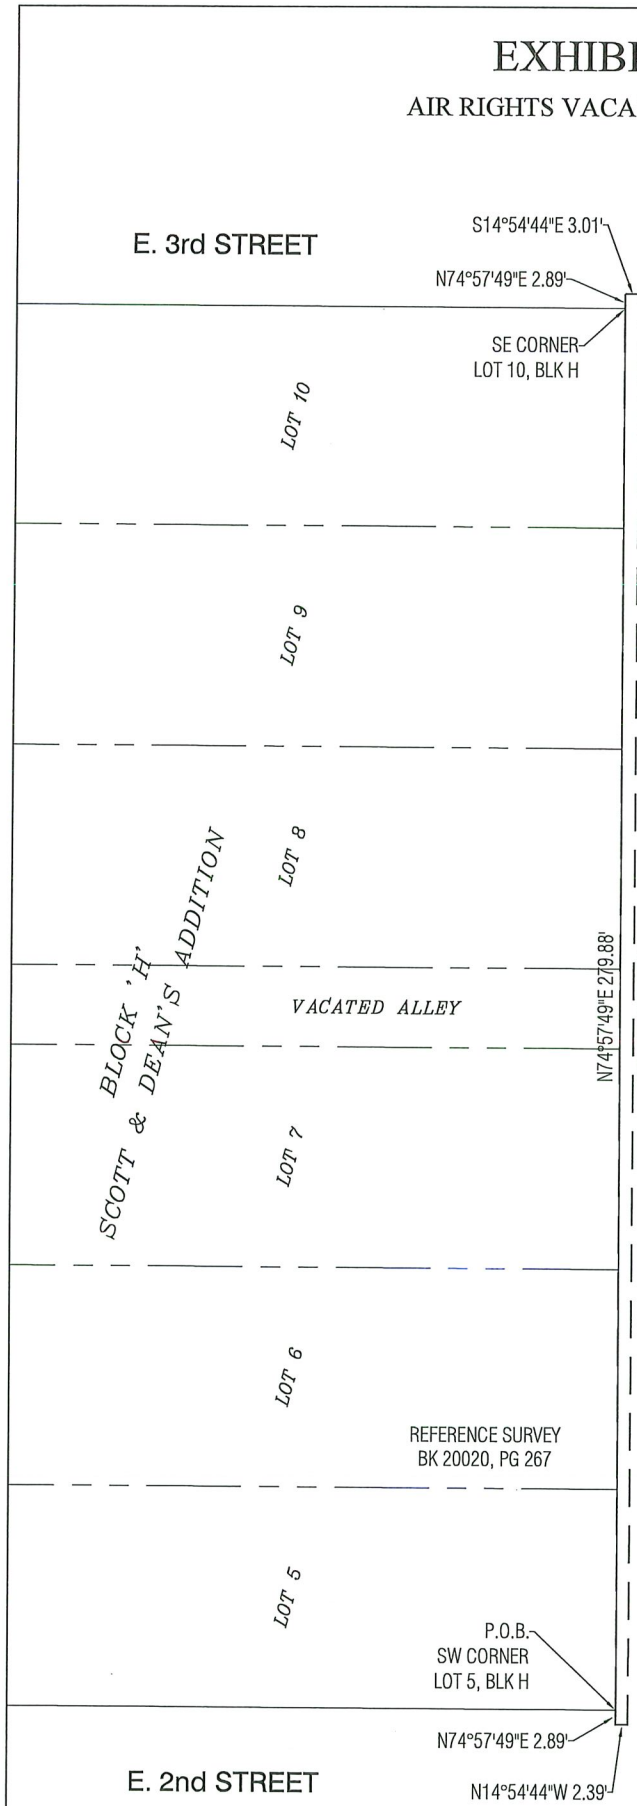 EXHIBI
AIR RIGHTS VACA
S14°54'44"E 3.01'
E. 3rd STREET
N74°57'49"E 2.89'
SE CORNER
LOT 10, BLK H
LOT 10
LOT 9
LOT 8
BLOCK 'H'
SCOTT & DEAN'S ADDITION
VACATED ALLEY
N74°57'49"E 279.88'
LOT 7
LOT 6
REFERENCE SURVEY
BK 20020, PG 267
LOT 5
P.O.B.
SW CORNER
LOT 5, BLK H
N74°57'49"E 2.89'
E. 2nd STREET
N14°54'44"W 2.39'